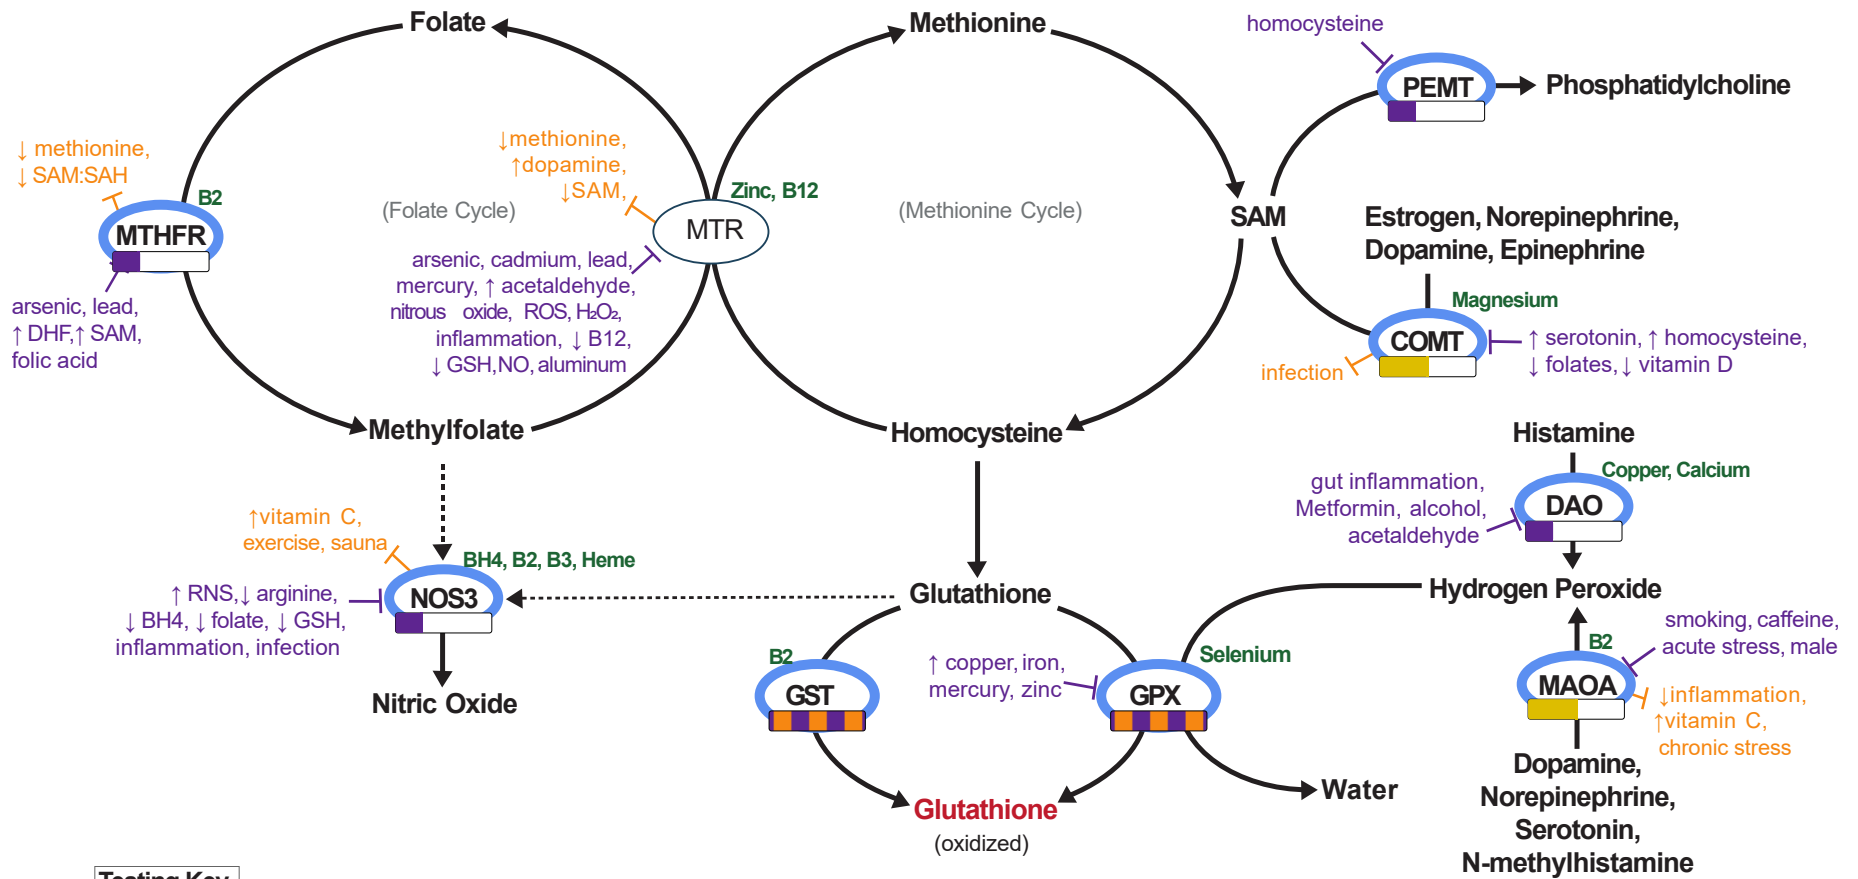 Folate
Methionine
homocysteine
PEMT
Phosphatidylcholine
↓ methionine,
↓ SAM:SAH
B2
MTHFR
arsenic, lead,
↑ DHF,↑ SAM,
folic acid
(Folate Cycle)
↓methionine,
↑dopamine,
↓SAM,
Zinc, B12
MTR
arsenic, cadmium, lead,
mercury, ↑ acetaldehyde,
nitrous oxide, ROS, H₂O₂,
inflammation, ↓ B12,
↓ GSH,NO, aluminum
(Methionine Cycle)
SAM
Estrogen, Norepinephrine,
Dopamine, Epinephrine
Magnesium
COMT
↑ serotonin, ↑ homocysteine,
↓ folates, ↓ vitamin D
infection
Methylfolate
Homocysteine
Histamine
Copper, Calcium
gut inflammation,
Metformin, alcohol,
acetaldehyde
DAO
↑vitamin C,
exercise, sauna
BH4, B2, B3, Heme
NOS3
↑ RNS,↓ arginine,
↓ BH4, ↓ folate, ↓ GSH,
inflammation, infection
Nitric Oxide
Glutathione
Hydrogen Peroxide
B2
GST
↑ copper, iron,
mercury, zinc
Selenium
GPX
smoking, caffeine,
acute stress, male
B2
MAOA
↓inflammation,
↑vitamin C,
chronic stress
Glutathione
(oxidized)
Water
Dopamine,
Norepinephrine,
Serotonin,
N-methylhistamine
Testing Key